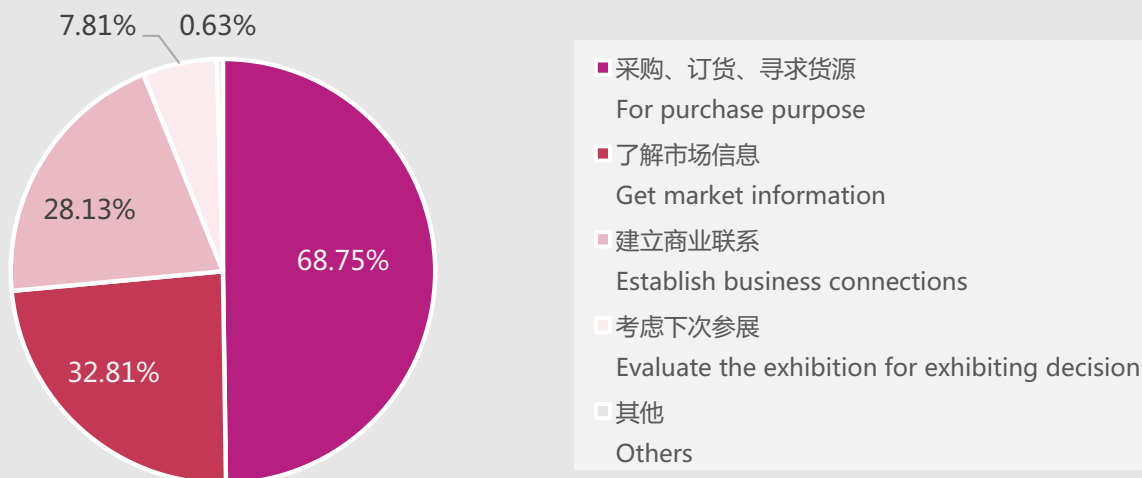 7.81% 0.63%
28.13%
68.75%
32.81%
采购、订货、寻求货源
For purchase purpose
了解市场信息
Get market information
建立商业联系
Establish business connections
考虑下次参展
Evaluate the exhibition for exhibiting decision
其他
Others